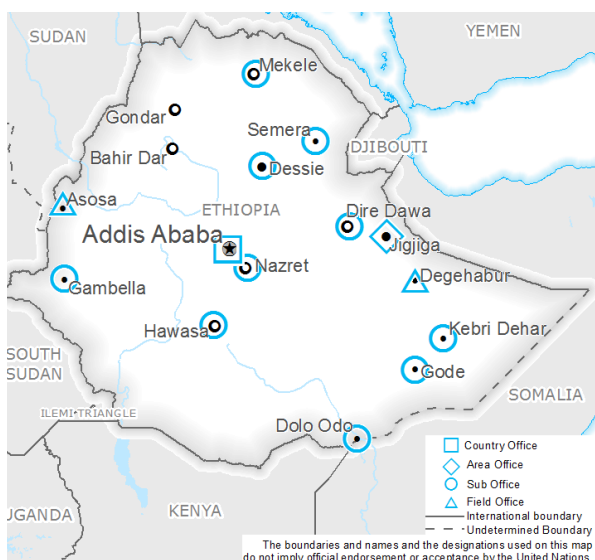 SUDAN
YEMEN
Mekele
Gondar
Semera
Bahir Dar
DJIBOUTI
Dessie
Asosa
ETHIOPIA
Dire Dawa
Addis Ababa
Jigjiga
Nazret
Degehabur
Gambella
Hawasa
Kebri Dehar
SOUTH
SUDAN
Gode
SOMALIA
ILEMI TRIANGLE
Dolo Odo
Country Office
Area Office
Sub Office
Field Office
International boundary
Undetermined Boundary
UGANDA
KENYA
The boundaries and names and the designations used on this map
do not imply official endorsement or acceptance by the United Nations.